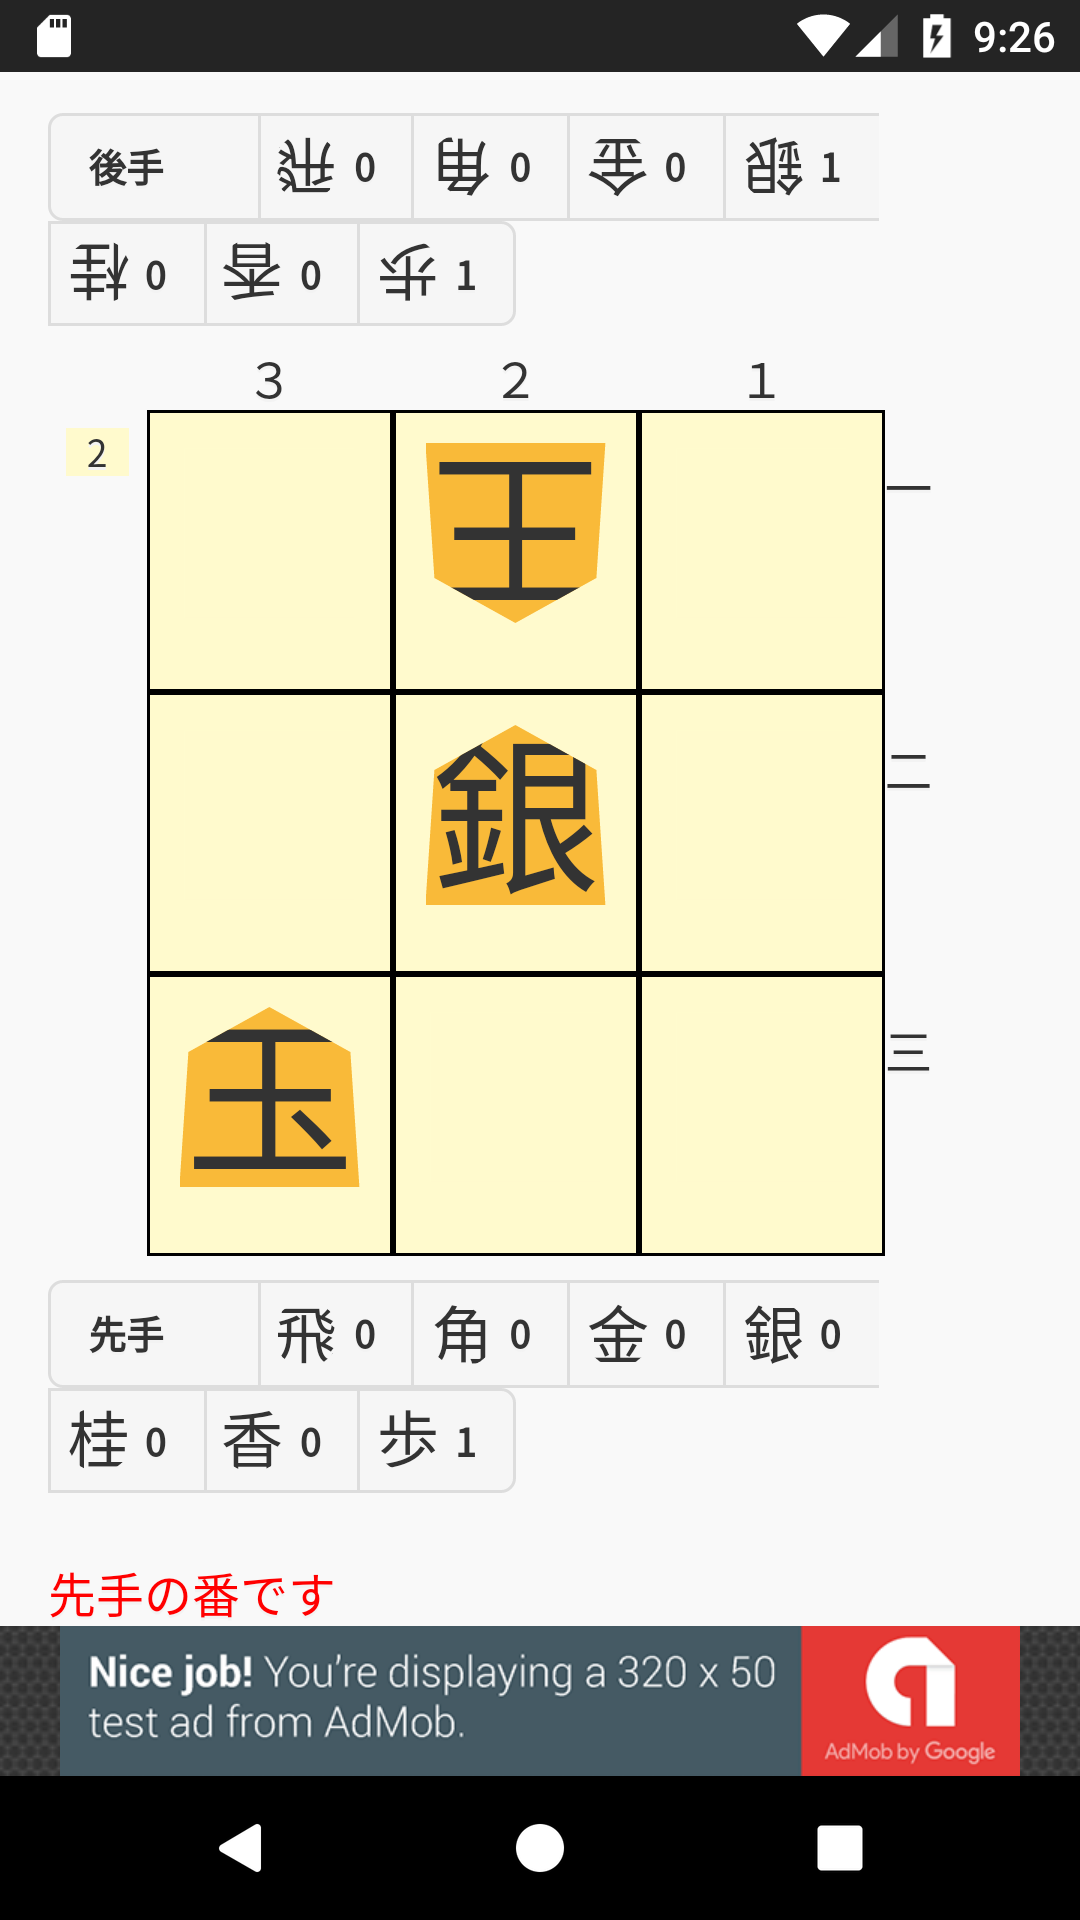 9:26
後手 飛 0 角 0 金 0 銀 1
桂 0 香 0 歩 1
3 2 1
2
王
一
銀
二
玉
三
先手 飛 0 角 0 金 0 銀 0
桂 0 香 0 歩 1
先手の番です
Nice job! You're displaying a 320 x 50
test ad from AdMob.
AdMob by Google